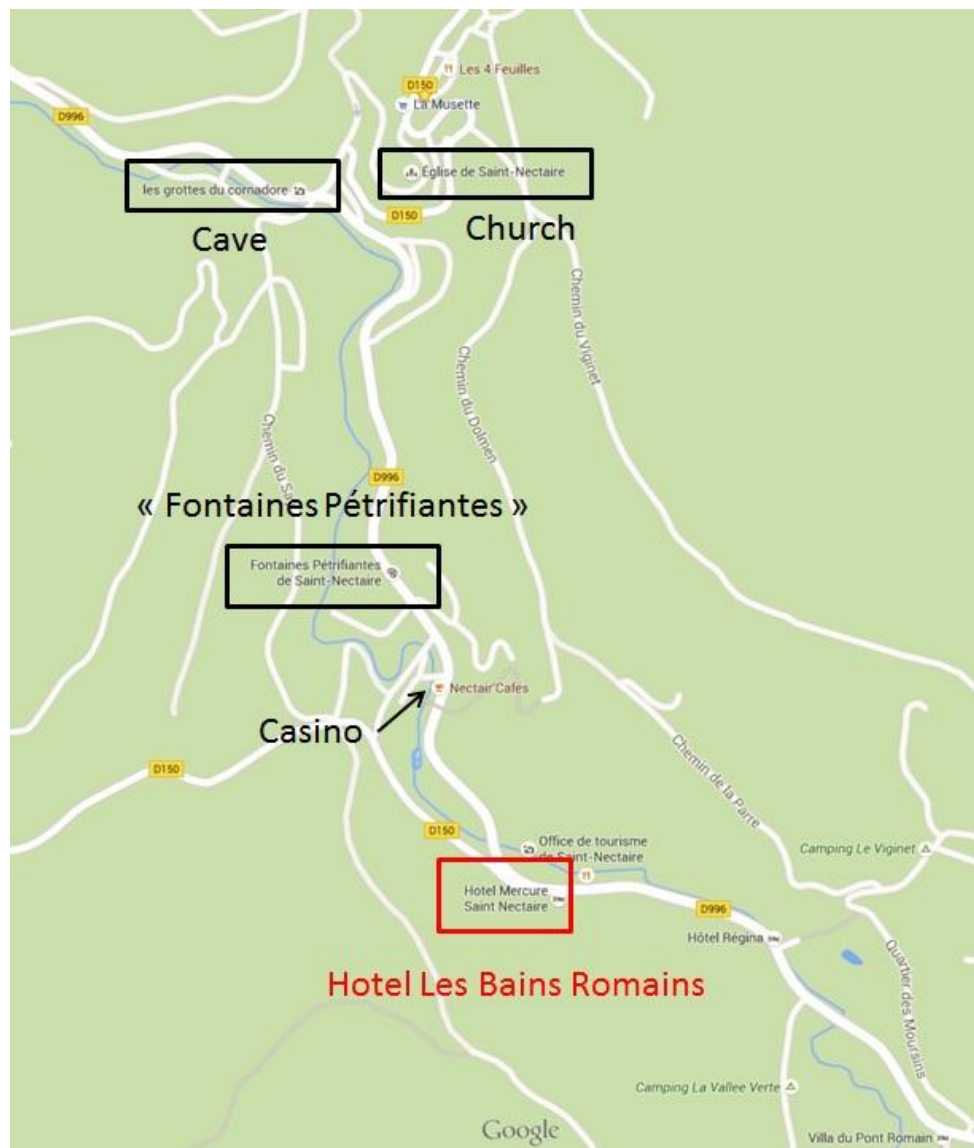 Les 4 Feuilles
D150
La Musette
D996
Église de Saint-Nectaire
les grottes du cornadore
D150
Church
Cave
Chemin du Viginet
Chemin du Dolmen
Chemin du
D996
« Fontaines Pétrifiantes »
Fontaines Pétrifiantes
de Saint-Nectaire
Nectair'Cafés
Casino
D150
Chemin de la Parre
D150
Office de tourisme
de Saint-Nectaire
Camping Le Viginet
Hotel Mercure
Saint Nectaire
D996
Hôtel Régina
Quartier des Moursins
Hotel Les Bains Romains
Camping La Vallee Verte
Google
Villa du Pont Romain